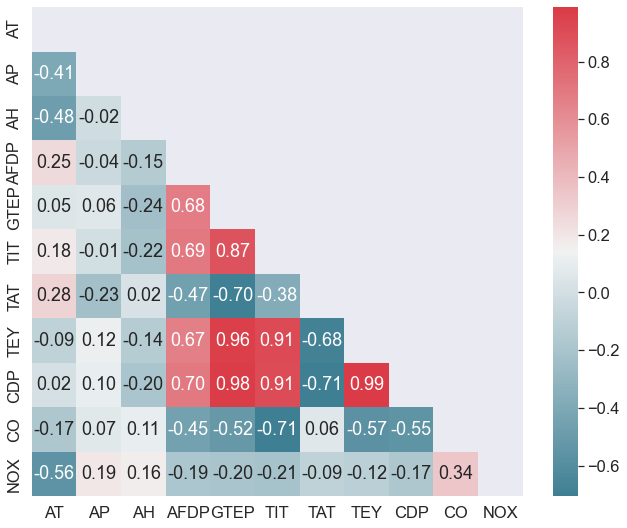 AT
AP -0.41
AH -0.48 -0.02
AFDP 0.25 -0.04 -0.15
GTEP 0.05 0.06 -0.24 0.68
TIT 0.18 -0.01 -0.22 0.69 0.87
TAT 0.28 -0.23 0.02 -0.47 -0.70 -0.38
TEY -0.09 0.12 -0.14 0.67 0.96 0.91 -0.68
CDP 0.02 0.10 -0.20 0.70 0.98 0.91 -0.71 0.99
CO -0.17 0.07 0.11 -0.45 -0.52 -0.71 0.06 -0.57 -0.55
NOX -0.56 0.19 0.16 -0.19 -0.20 -0.21 -0.09 -0.12 -0.17 0.34
AT AP AH AFDP GTEP TIT TAT TEY CDP CO NOX
0.8
0.6
0.4
0.2
0.0
−0.2
−0.4
−0.6